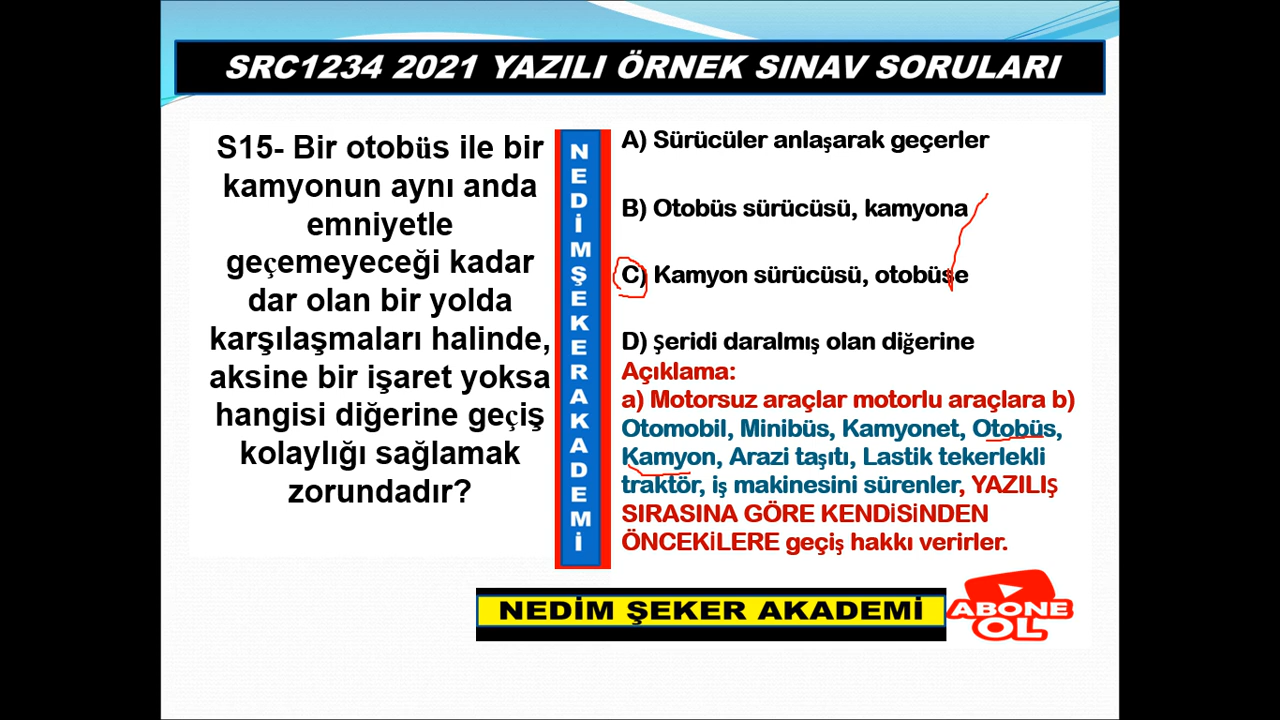 SRC1234 2021 YAZILI ÖRNEK SINAV SORULARI
S15- Bir otobüs ile bir
kamyonun aynı anda
emniyetle
geçemeyeceği kadar
dar olan bir yolda
karşılaşmaları halinde,
aksine bir işaret yoksa
hangisi diğerine geçiş
kolaylığı sağlamak
zorundadır?
NEDİMŞEKERAKADEMİ
A) Sürücüler anlaşarak geçerler
B) Otobüs sürücüsü, kamyona
C) Kamyon sürücüsü, otobüse
D) Şeridi daralmış olan diğerine
Açıklama:
a) Motorsuz araçlar motorlu araçlara b)
Otomobil, Minibüs, Kamyonet, Otobüs,
Kamyon, Arazi taşıtı, Lastik tekerlekli
traktör, iş makinesini sürenler, YAZILIŞ
SIRASINA GÖRE KENDİSİNDEN
ÖNCEKİLERE geçiş hakkı verirler.
NEDİM ŞEKER AKADEMİ
ABONE
OL